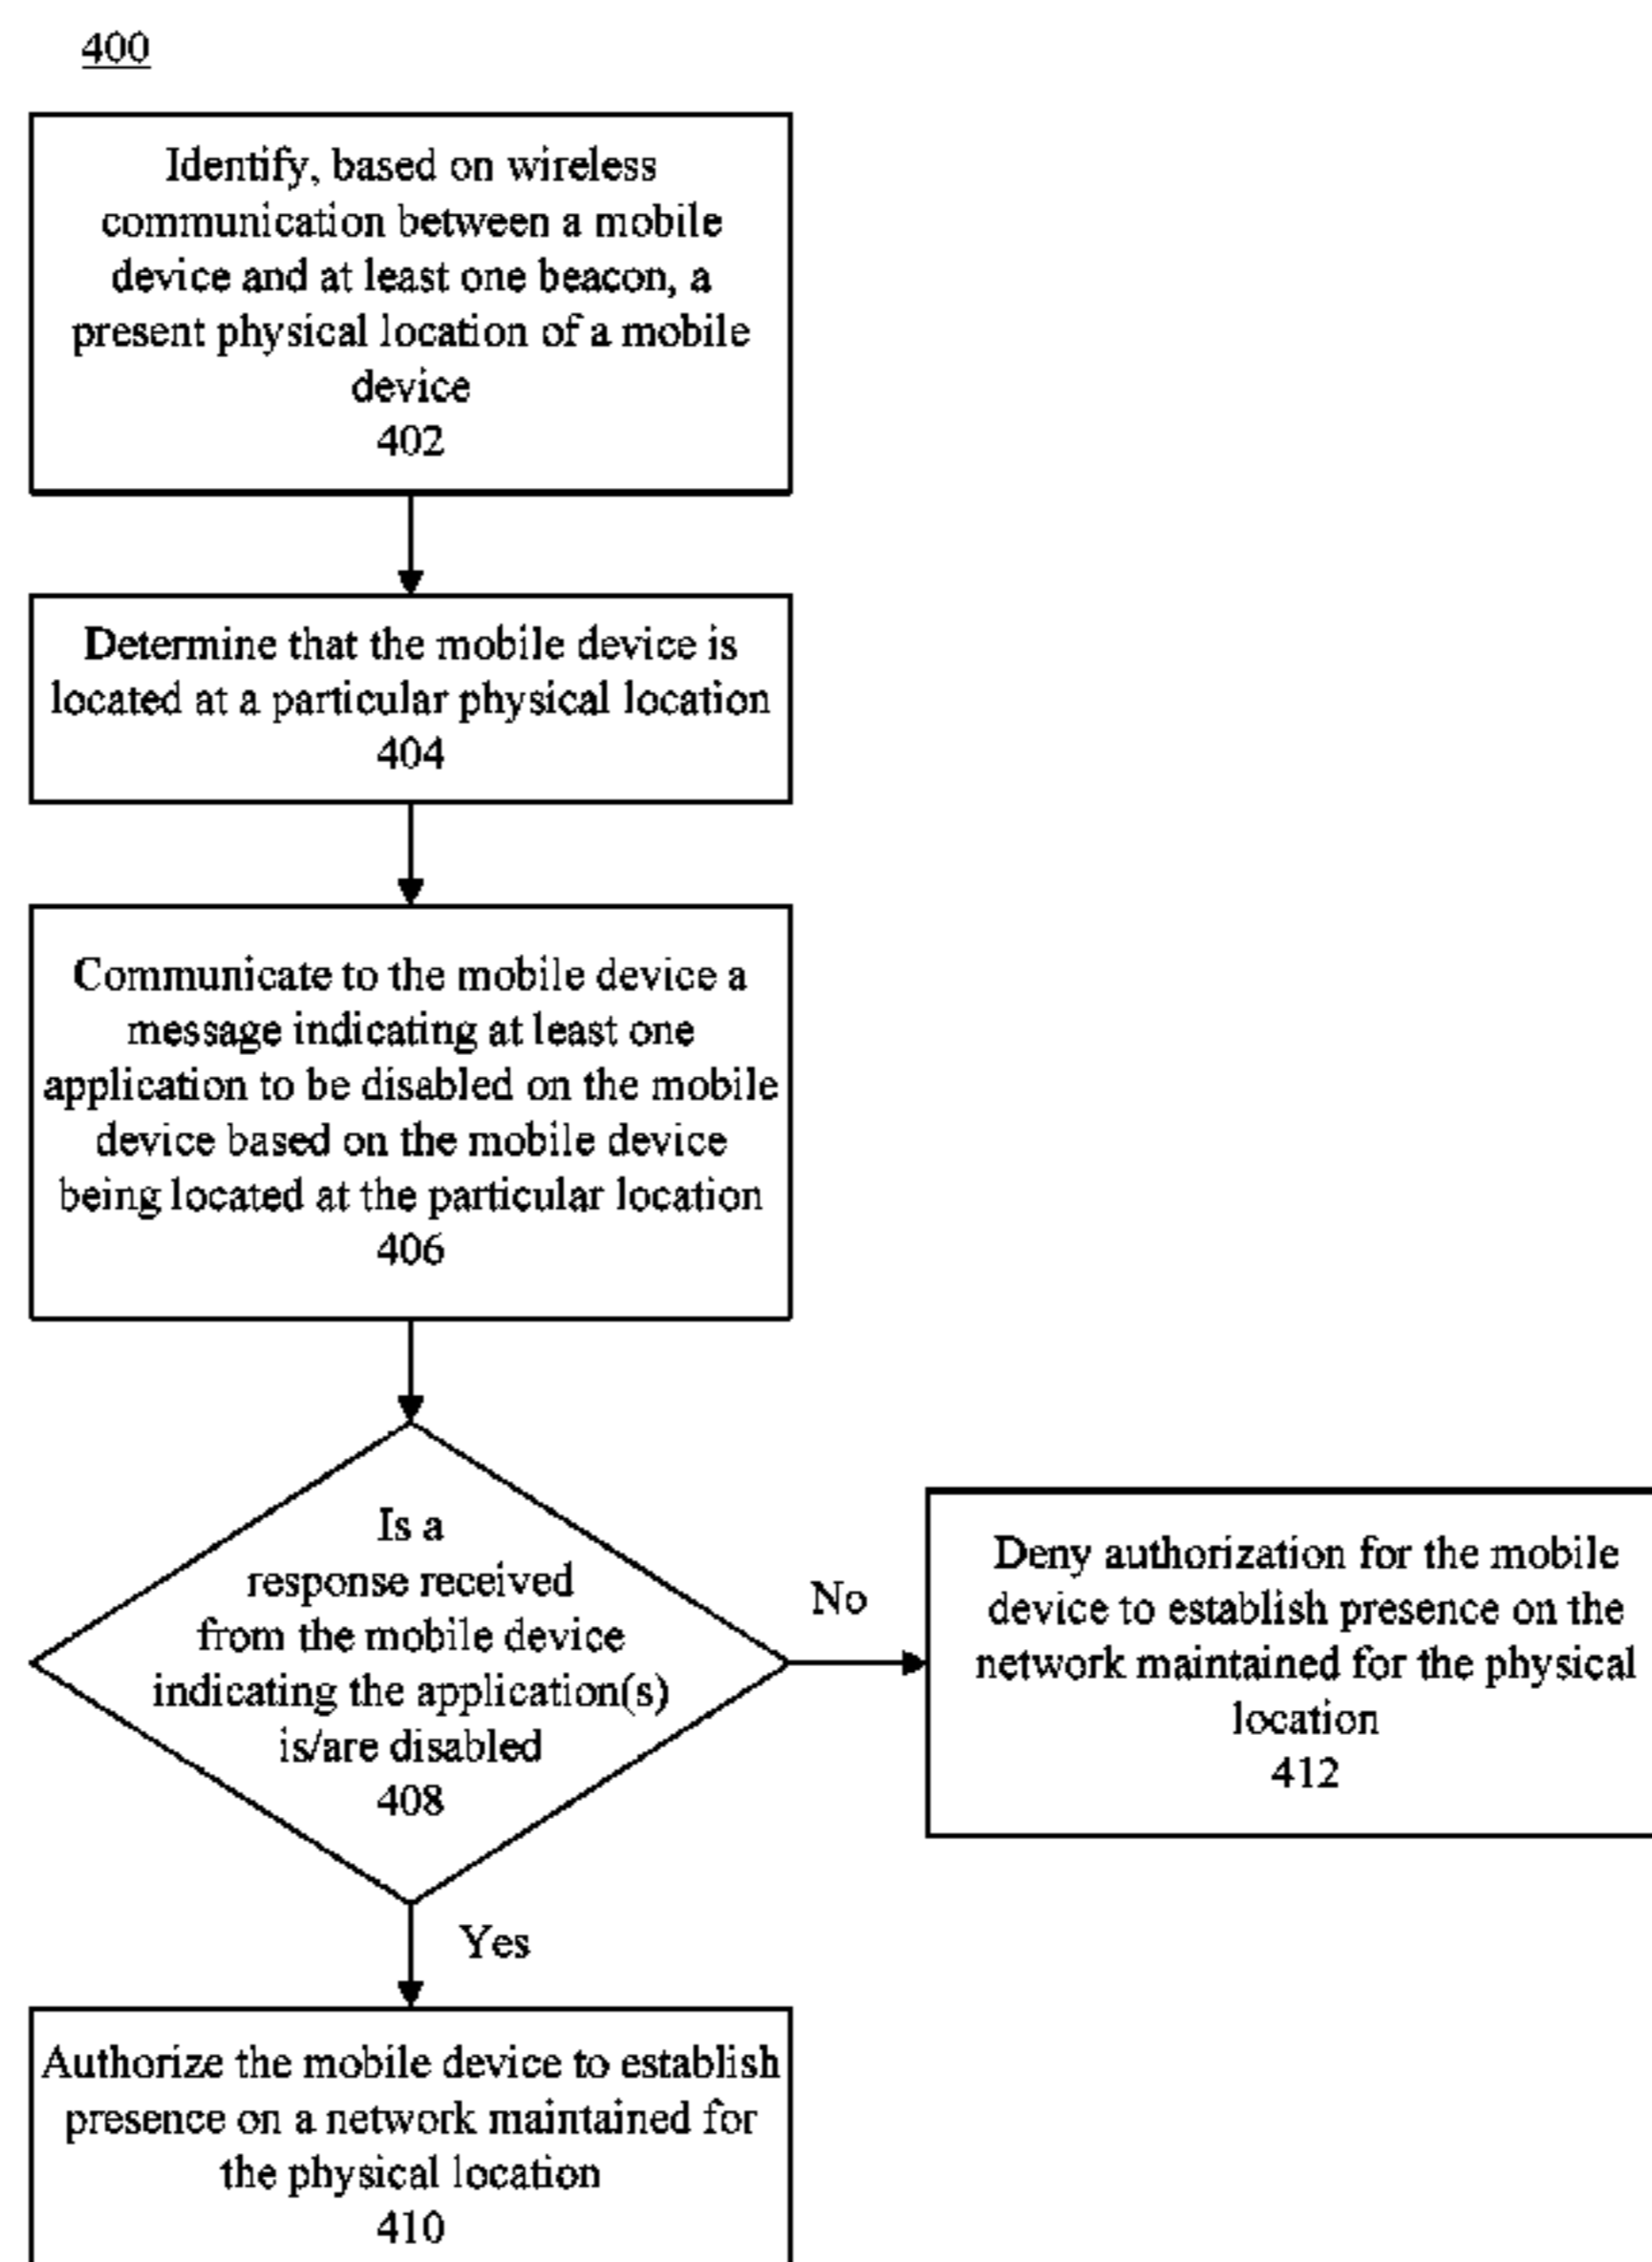 400
Identify, based on wireless
communication between a mobile
device and at least one beacon, a
present physical location of a mobile
device
402
Determine that the mobile device is
located at a particular physical location
404
Communicate to the mobile device a
message indicating at least one
application to be disabled on the mobile
device based on the mobile device
being located at the particular location
406
Is a
response received
from the mobile device
indicating the application(s)
is/are disabled
408
No
Deny authorization for the mobile
device to establish presence on the
network maintained for the physical
location
412
Yes
Authorize the mobile device to establish
presence on a network maintained for
the physical location
410